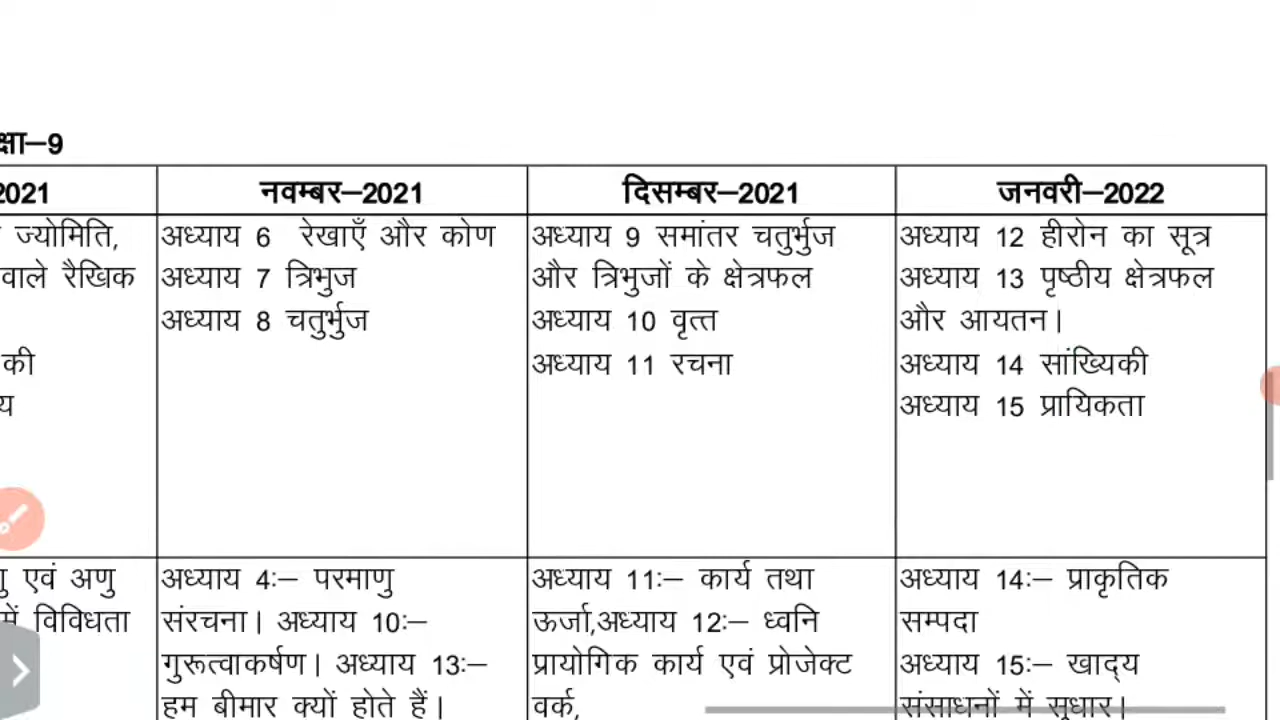 क्षा–9
2021 नवम्बर–2021 दिसम्बर–2021 जनवरी–2022
ज्योमिति, अध्याय 6 रेखाएँ और कोण अध्याय 9 समांतर चतुर्भुज अध्याय 12 हीरोन का सूत्र
वाले रैखिक अध्याय 7 त्रिभुज और त्रिभुजों के क्षेत्रफल अध्याय 13 पृष्ठीय क्षेत्रफल
अध्याय 8 चतुर्भुज अध्याय 10 वृत्त और आयतन।
की अध्याय 11 रचना अध्याय 14 सांख्यिकी
य अध्याय 15 प्रायिकता
णु एवं अणु अध्याय 4:– परमाणु अध्याय 11:– कार्य तथा अध्याय 14:– प्राकृतिक
में विविधता संरचना। अध्याय 10:– ऊर्जा,अध्याय 12:– ध्वनि सम्पदा
गुरूत्वाकर्षण। अध्याय 13:– प्रायोगिक कार्य एवं प्रोजेक्ट अध्याय 15:– खाद्य
हम बीमार क्यों होते हैं। वर्क, संसाधनों में सुधार।